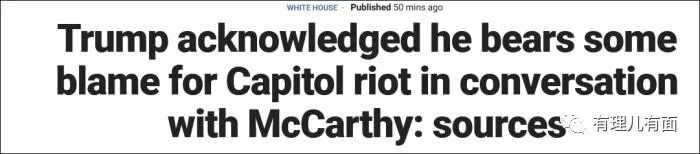 WHITE HOUSE · Published 50 mins ago
Trump acknowledged he bears some
blame for Capitol riot in conversation
with McCarthy: sources
有理儿有面